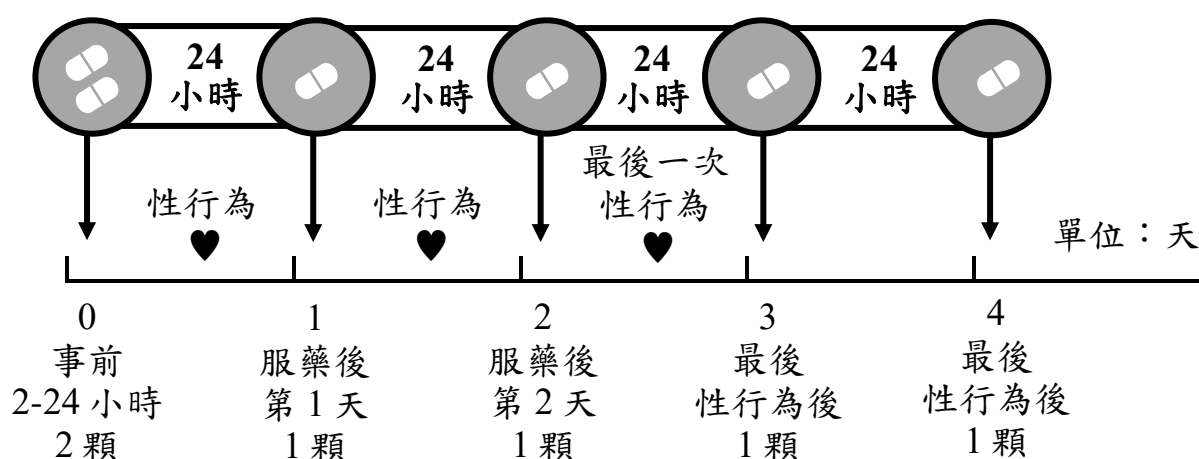 24
小時
24
小時
24
小時
24
小時
性行為
性行為
最後一次
性行為
單位：天
0
事前
2-24 小時
2 顆
1
服藥後
第 1 天
1 顆
2
服藥後
第 2 天
1 顆
3
最後
性行為後
1 顆
4
最後
性行為後
1 顆